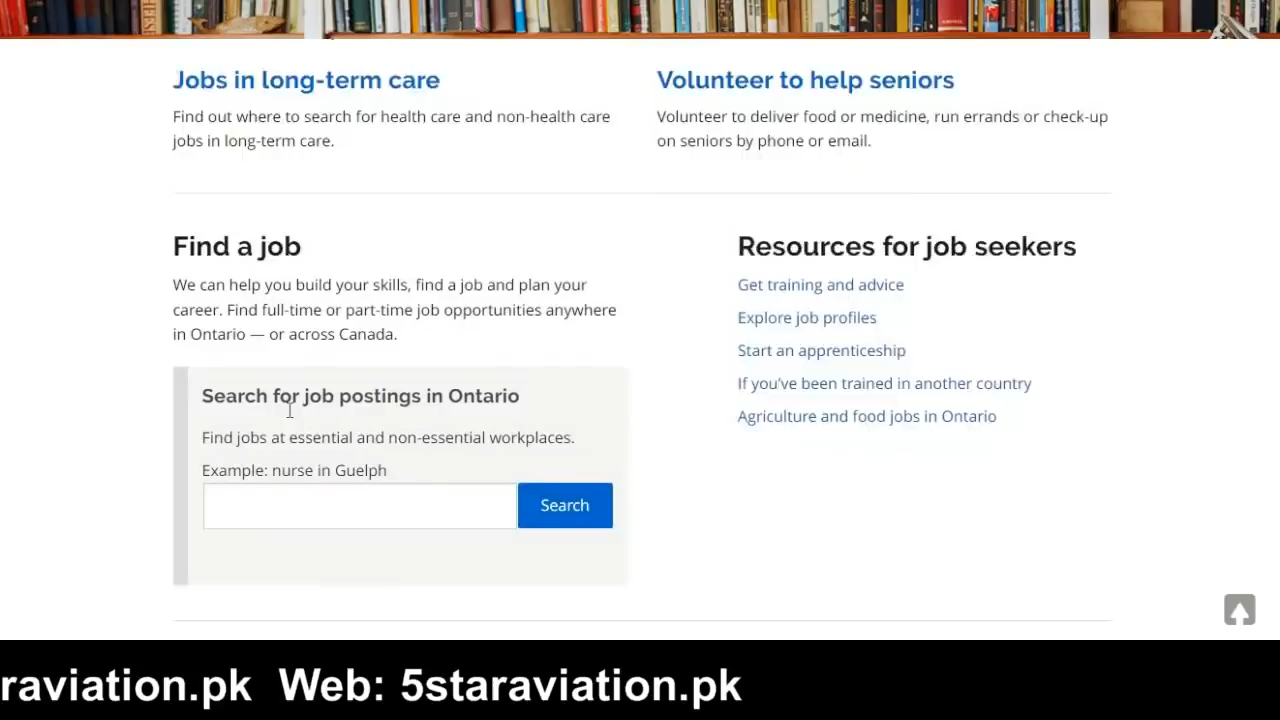 Jobs in long-term care
Find out where to search for health care and non-health care
jobs in long-term care.
Volunteer to help seniors
Volunteer to deliver food or medicine, run errands or check-up
on seniors by phone or email.
Find a job
We can help you build your skills, find a job and plan your
career. Find full-time or part-time job opportunities anywhere
in Ontario — or across Canada.
Search for job postings in Ontario
Find jobs at essential and non-essential workplaces.
Example: nurse in Guelph
Search
Resources for job seekers
Get training and advice
Explore job profiles
Start an apprenticeship
If you’ve been trained in another country
Agriculture and food jobs in Ontario
raviation.pk Web: 5staraviation.pk